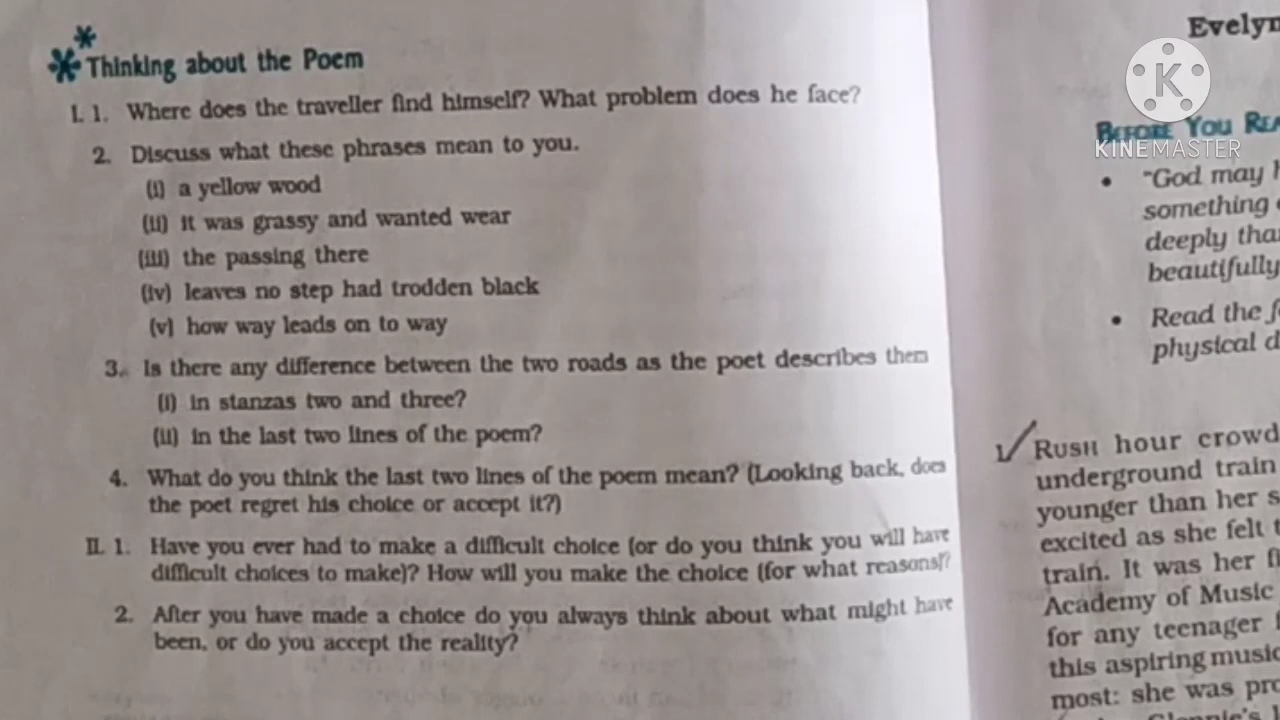 Thinking about the Poem
I. 1. Where does the traveller find himself? What problem does he face?
2. Discuss what these phrases mean to you.
(i) a yellow wood
(ii) it was grassy and wanted wear
(iii) the passing there
(iv) leaves no step had trodden black
(v) how way leads on to way
3. Is there any difference between the two roads as the poet describes them
(i) in stanzas two and three?
(ii) in the last two lines of the poem?
4. What do you think the last two lines of the poem mean? (Looking back, does
the poet regret his choice or accept it?)
II. 1. Have you ever had to make a difficult choice (or do you think you will have
difficult choices to make)? How will you make the choice (for what reasons)?
2. After you have made a choice do you always think about what might have
been, or do you accept the reality?
Evelyn
K
KINEMASTER
BEFORE YOU
• "God may
something
deeply
beautifully
• Read the
physical
1. RUSH hour crowd
underground train
younger than her
excited as she felt
train. It was her
Academy of Music
for any teenager
this aspiring
most: she was